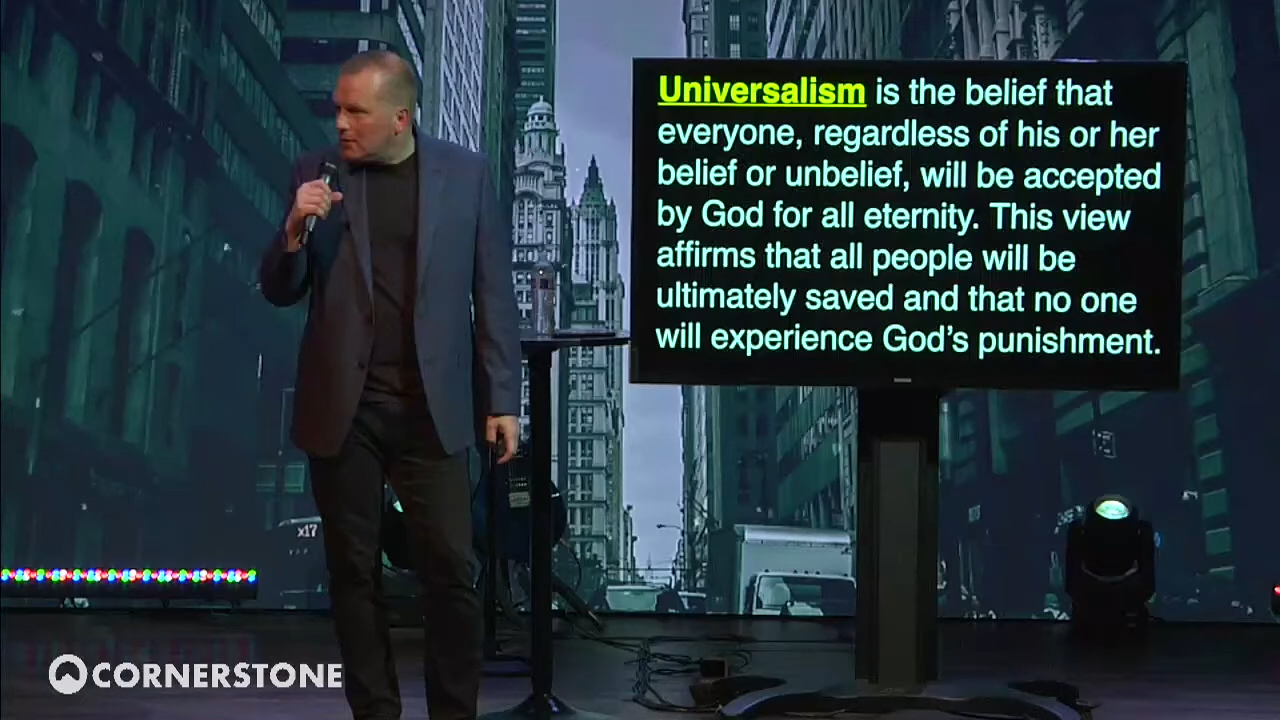 Universalism is the belief that
everyone, regardless of his or her
belief or unbelief, will be accepted
by God for all eternity. This view
affirms that all people will be
ultimately saved and that no one
will experience God's punishment.
x17
CORNERSTONE